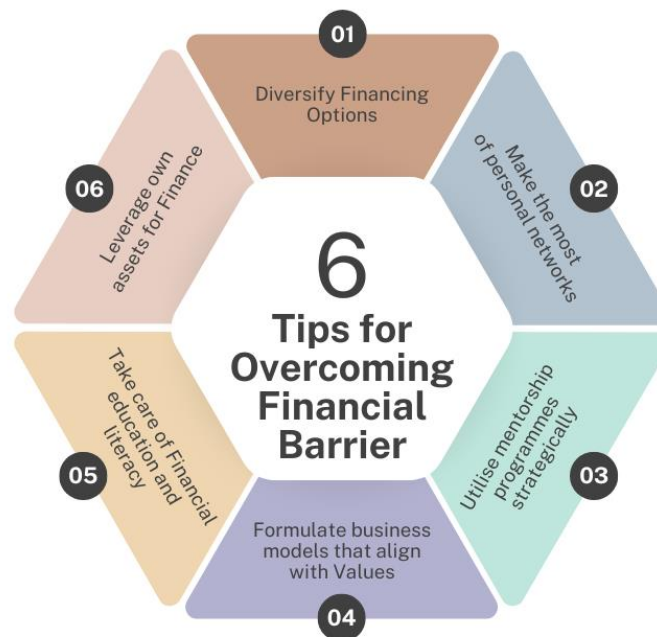 6
Tips for
Overcoming
Financial
Barrier
01
Diversify Financing
Options
02
Make the most
of personal networks
03
Utilise mentorship
programmes
strategically
04
Formulate business
models that align
with Values
05
Take care of Financial
education and
literacy
06
Leverage own
assets for Finance